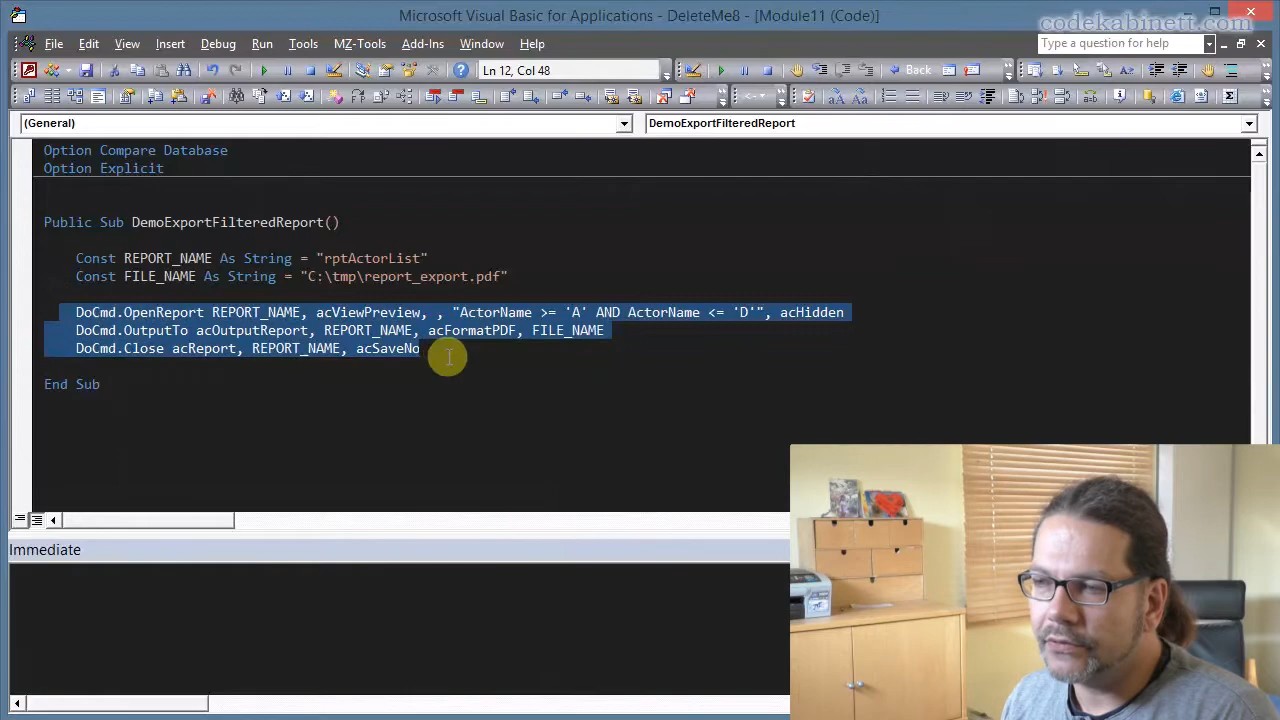 Microsoft Visual Basic for Applications - DeleteMe8 - [Module11 (Code)]
codekabinett.com
File Edit View Insert Debug Run Tools MZ-Tools Add-Ins Window Help
Type a question for help
Ln 12, Col 48
Back
(General)
DemoExportFilteredReport
Option Compare Database
Option Explicit
Public Sub DemoExportFilteredReport()
Const REPORT_NAME As String = "rptActorList"
Const FILE_NAME As String = "C:\tmp\report_export.pdf"
DoCmd.OpenReport REPORT_NAME, acViewPreview, , "ActorName >= 'A' AND ActorName <= 'D'", acHidden
DoCmd.OutputTo acOutputReport, REPORT_NAME, acFormatPDF, FILE_NAME
DoCmd.Close acReport, REPORT_NAME, acSaveNo
End Sub
Immediate